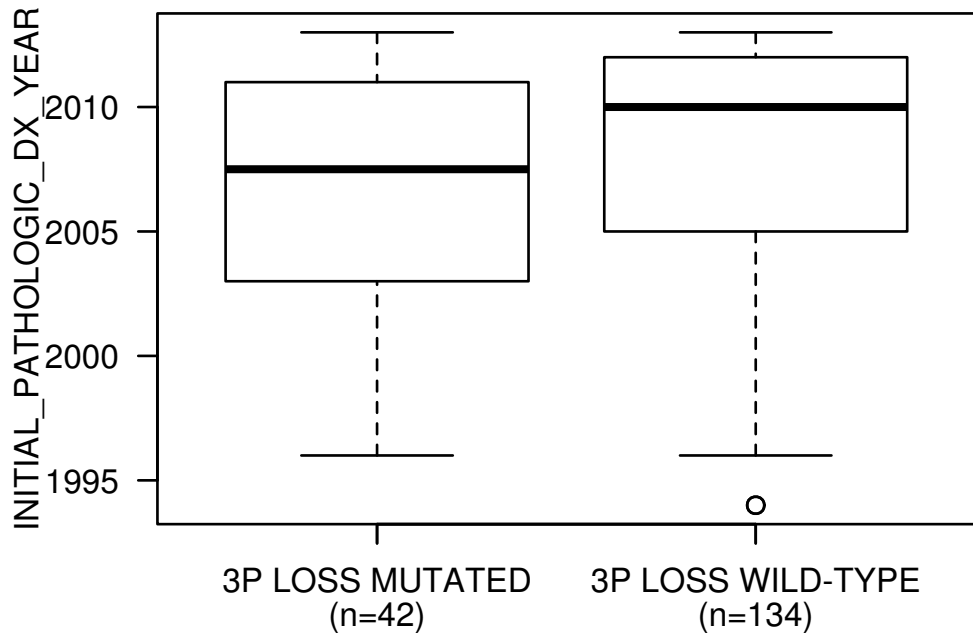 INITIAL_PATHOLOGIC_DX_YEAR
2010
2005
2000
1995
3P LOSS MUTATED
(n=42)
3P LOSS WILD-TYPE
(n=134)